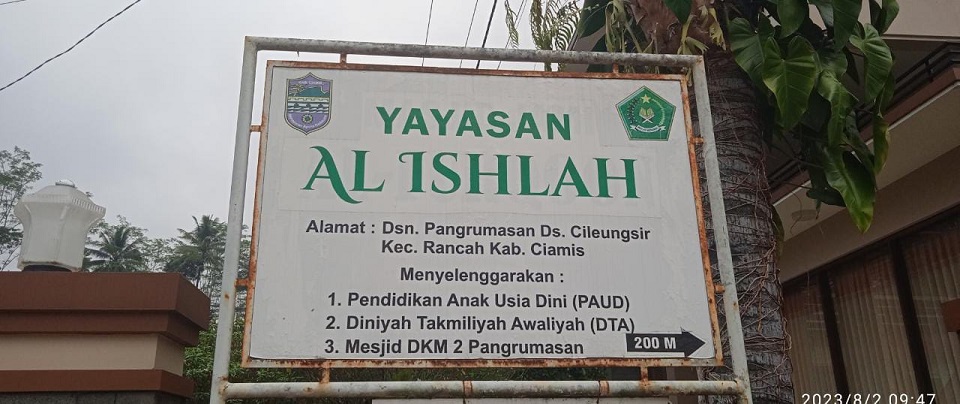 YAYASAN
AL ISHLAH
Alamat : Dsn. Pangrumasan Ds. Cileungsir
Kec. Rancah Kab. Ciamis
Menyelenggarakan :
1. Pendidikan Anak Usia Dini (PAUD)
2. Diniyah Takmiliyah Awaliyah (DTA)
3. Mesjid DKM 2 Pangrumasan
200 M
2023/8/2 09:47